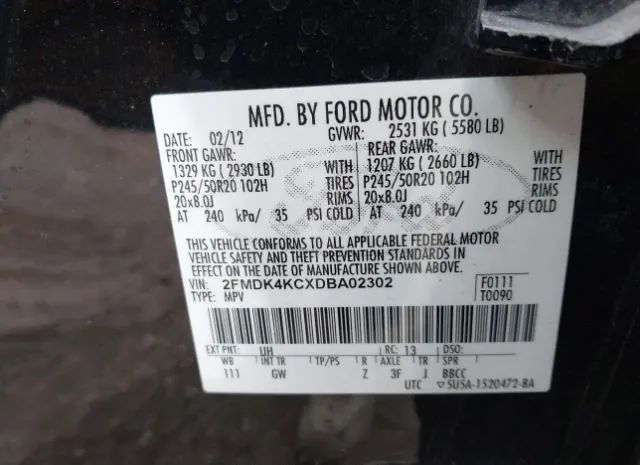 MFD. BY FORD MOTOR CO.
DATE: 02/12 GVWR: 2531 KG ( 5580 LB)
FRONT GAWR: REAR GAWR:
1329 KG ( 2930 LB) WITH 1207 KG ( 2660 LB) WITH
P245/50R20 102H TIRES P245/50R20 102H TIRES
20x8.0J RIMS 20x8.0J RIMS
AT 240 kPa/ 35 PSI COLD AT 240 kPa/ 35 PSI COLD
THIS VEHICLE CONFORMS TO ALL APPLICABLE FEDERAL MOTOR
VEHICLE SAFETY AND THEFT PREVENTION STANDARDS IN
EFFECT ON THE DATE OF MANUFACTURE SHOWN ABOVE.
VIN: 2FMDK4KCXDBA02302 F0111
TYPE: MPV T0090
EXT PNT: UH RC: 13 DSO:
WB INT TR TP/PS R AXLE TR SPR
111 GW Z 3F J BBCC
UTC ▽5U5A-1520472-BA